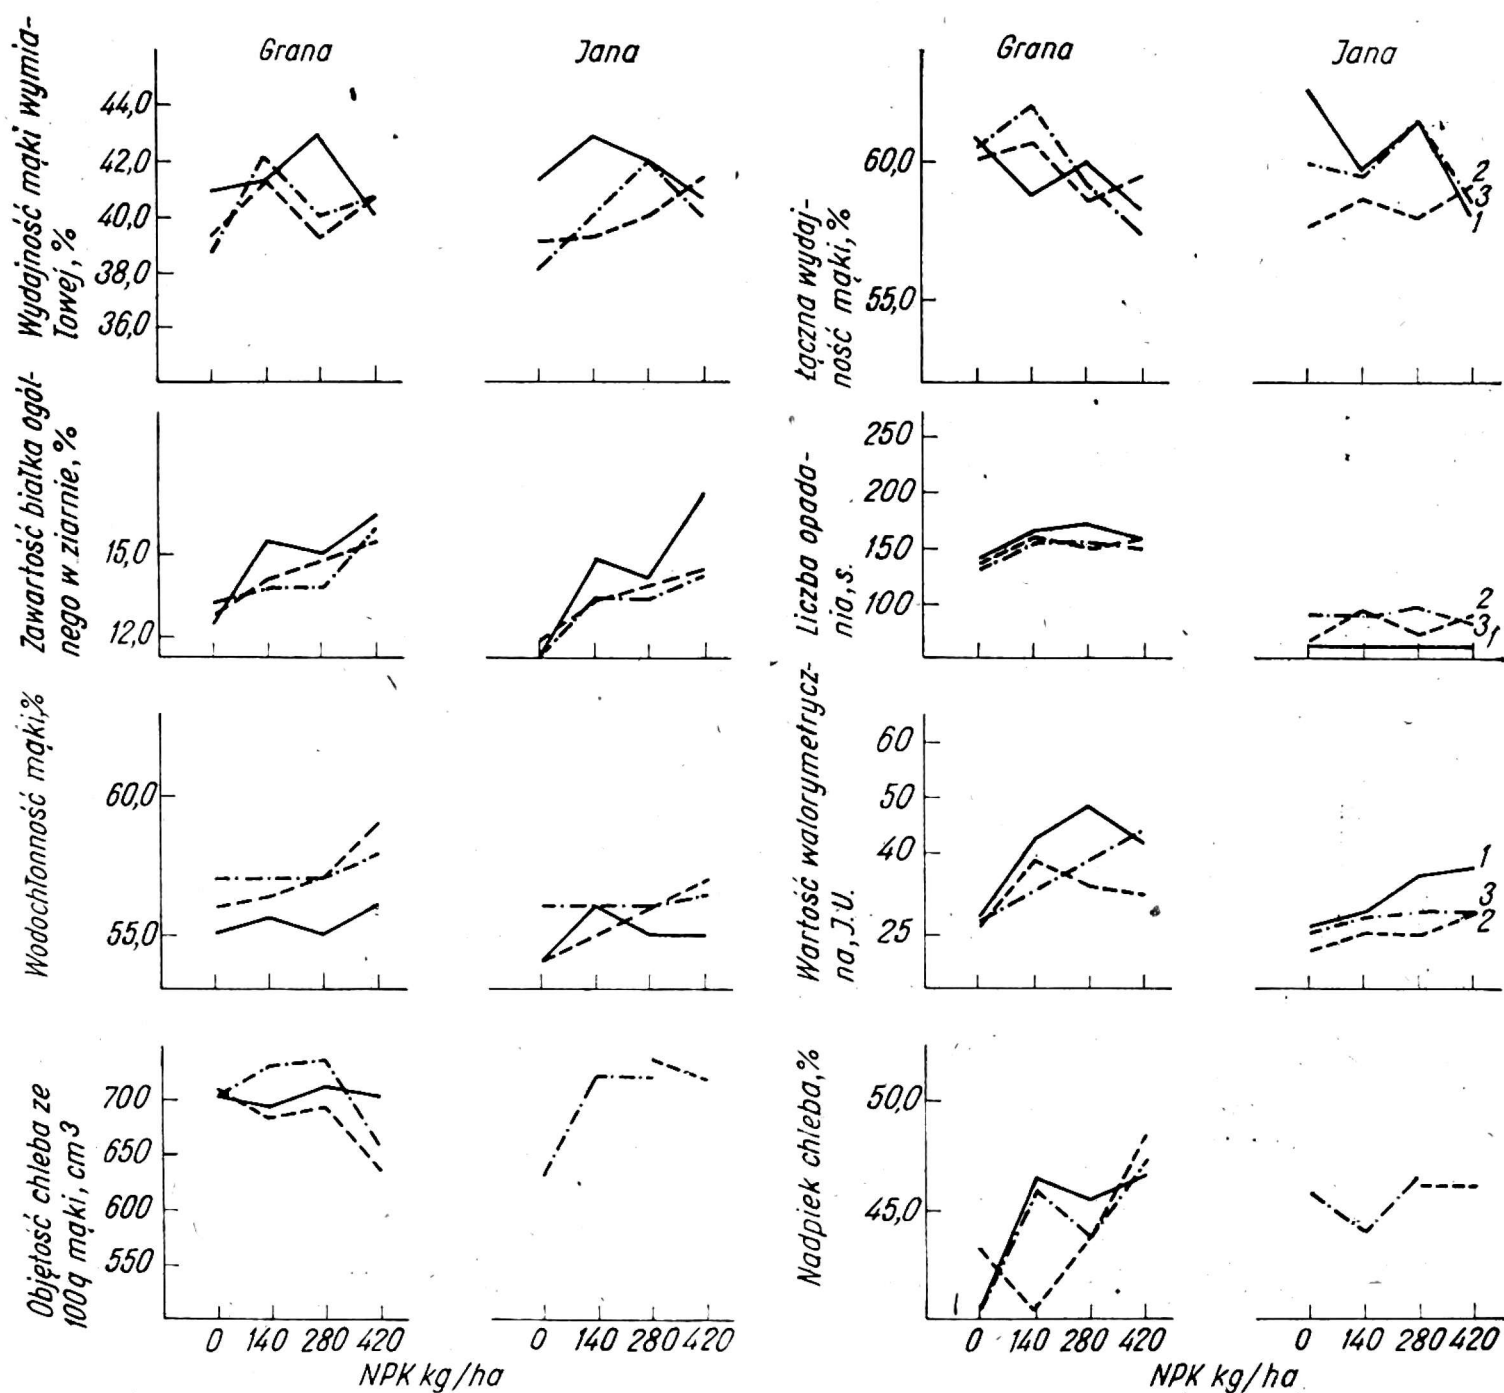 Grana
Jana
Wydajność mąki wymia-
łowej, %
44,0
42,0
40,0
38,0
36,0
Grana
Jana
Łączna wydaj-
ność mąki, %
60,0
55,0
2
3
1
Zawartość białka ogól-
nego w ziarnie, %
15,0
12,0
Liczba opada-
nia, s.
250
200
150
100
2
3
1
Wodochłonność mąki, %
60,0
55,0
Wartość walorymetrycz-
na, J.U.
60
50
40
25
1
3
2
Objętość chleba ze
100g mąki, cm3
700
650
600
550
0 140 280 420
0 140 280 420
NPK kg/ha
Nadpiek chleba, %
50,0
45,0
0 140 280 420
0 140 280 420
NPK kg/ha